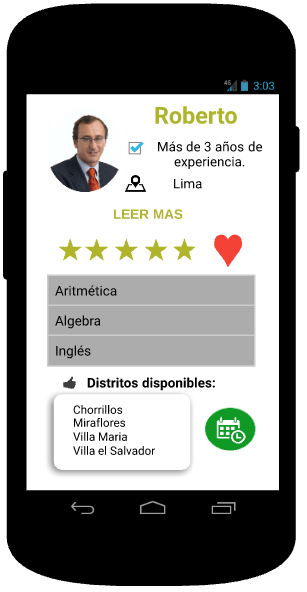 4G 3:03
Roberto
Más de 3 años de
experiencia.
Lima
LEER MAS
Aritmética
Algebra
Inglés
Distritos disponibles:
Chorrillos
Miraflores
Villa Maria
Villa el Salvador